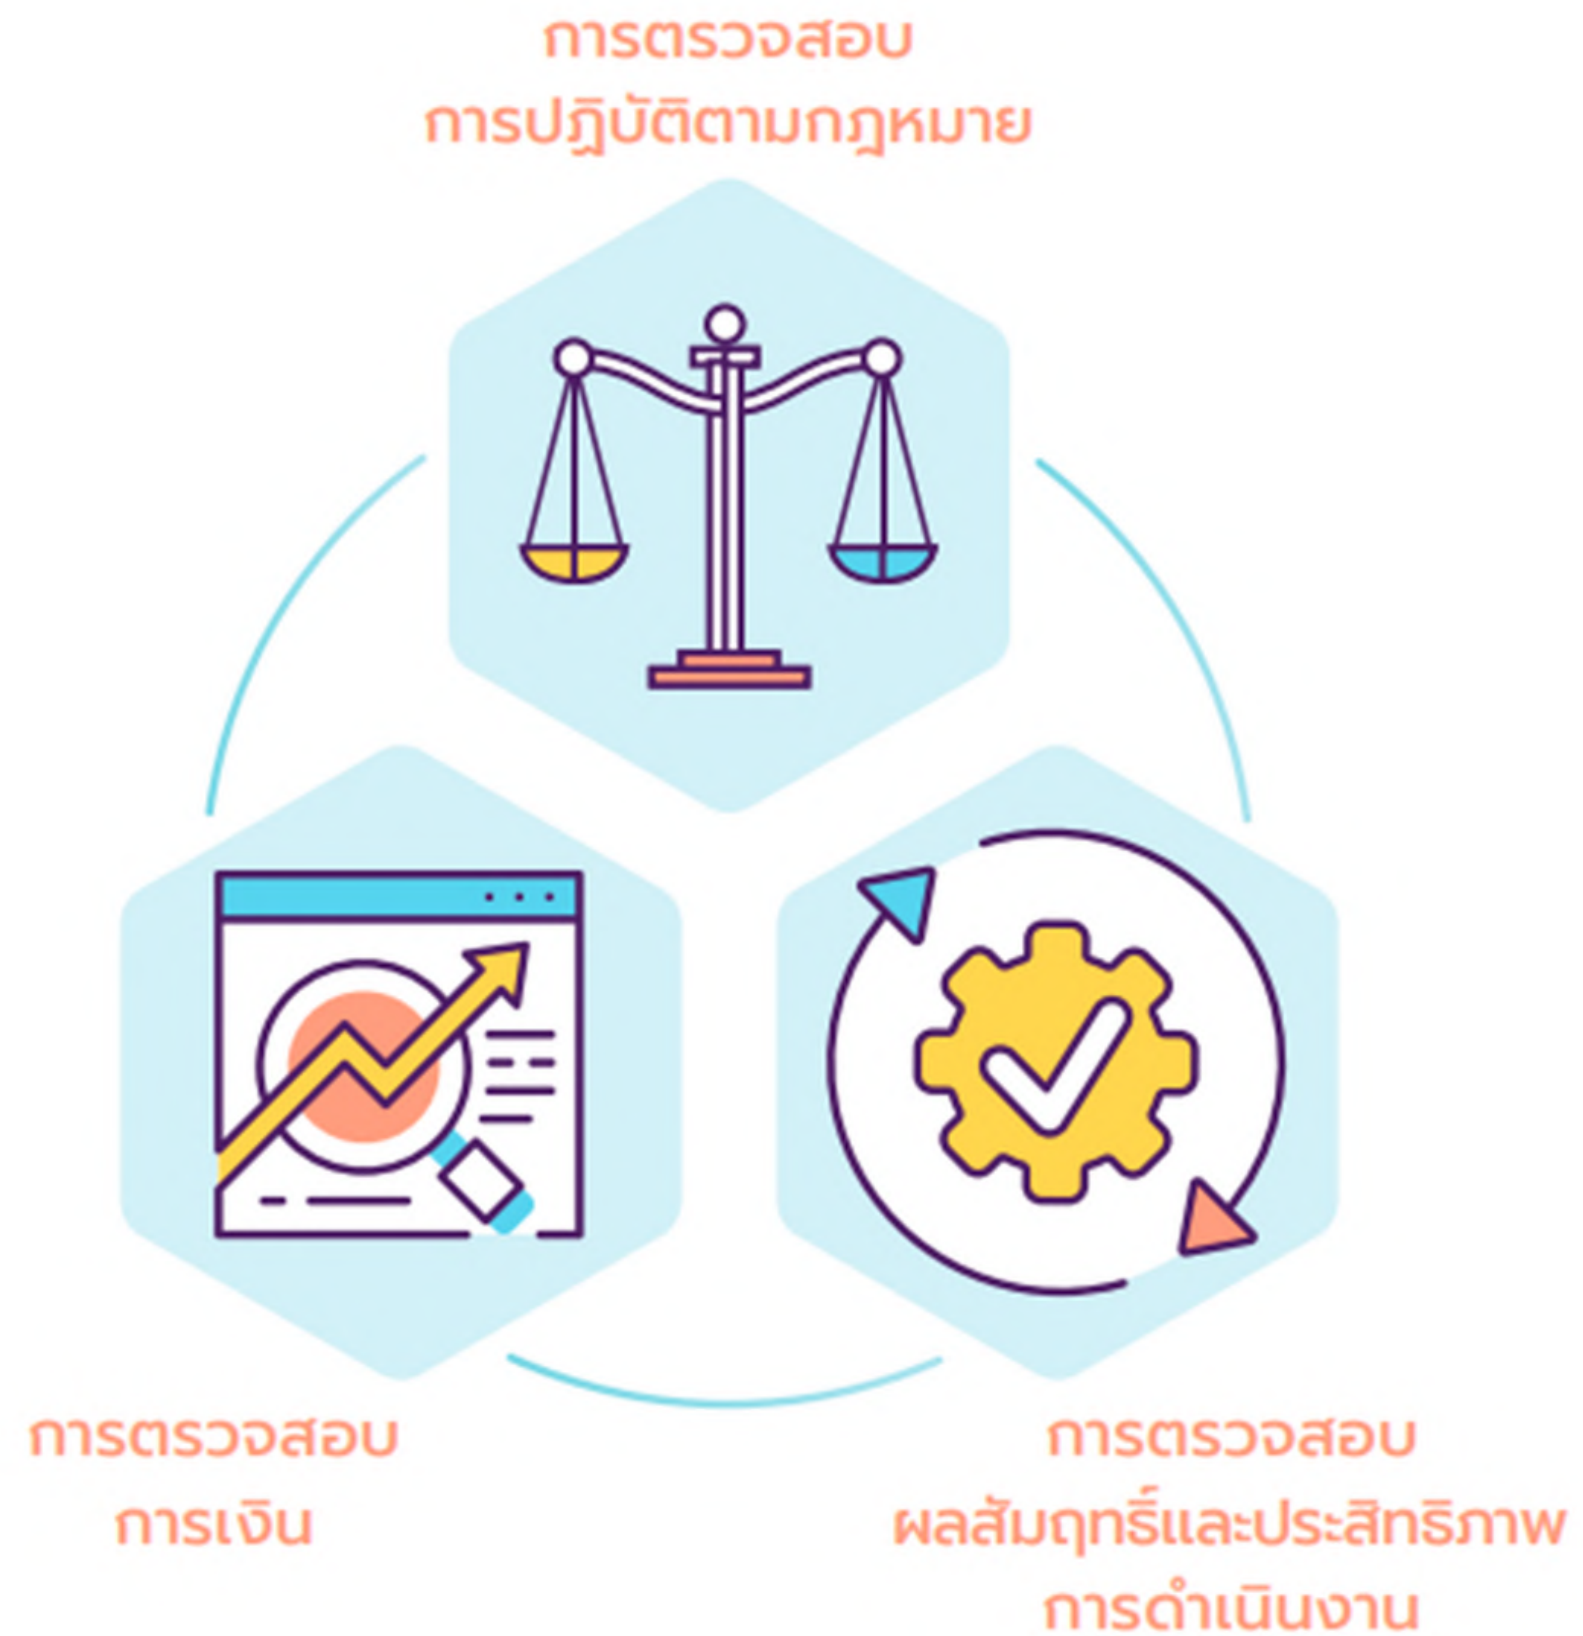 การตรวจสอบ
การปฏิบัติตามกฎหมาย
การตรวจสอบ
การเงิน
การตรวจสอบ
ผลสัมฤทธิ์และประสิทธิภาพ
การดำเนินงาน